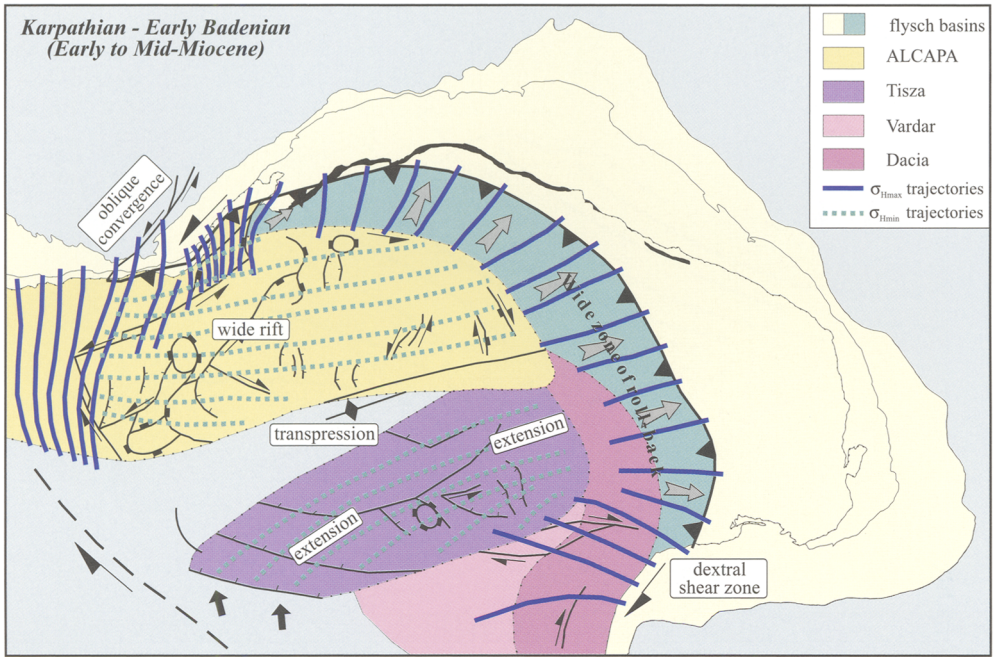 Karpathian - Early Badenian
(Early to Mid-Miocene)
flysch basins
ALCAPA
Tisza
Vardar
Dacia
σHmax trajectories
σHmin trajectories
oblique
convergence
wide rift
Wide zone of roll-back
transpression
extension
extension
dextral
shear zone